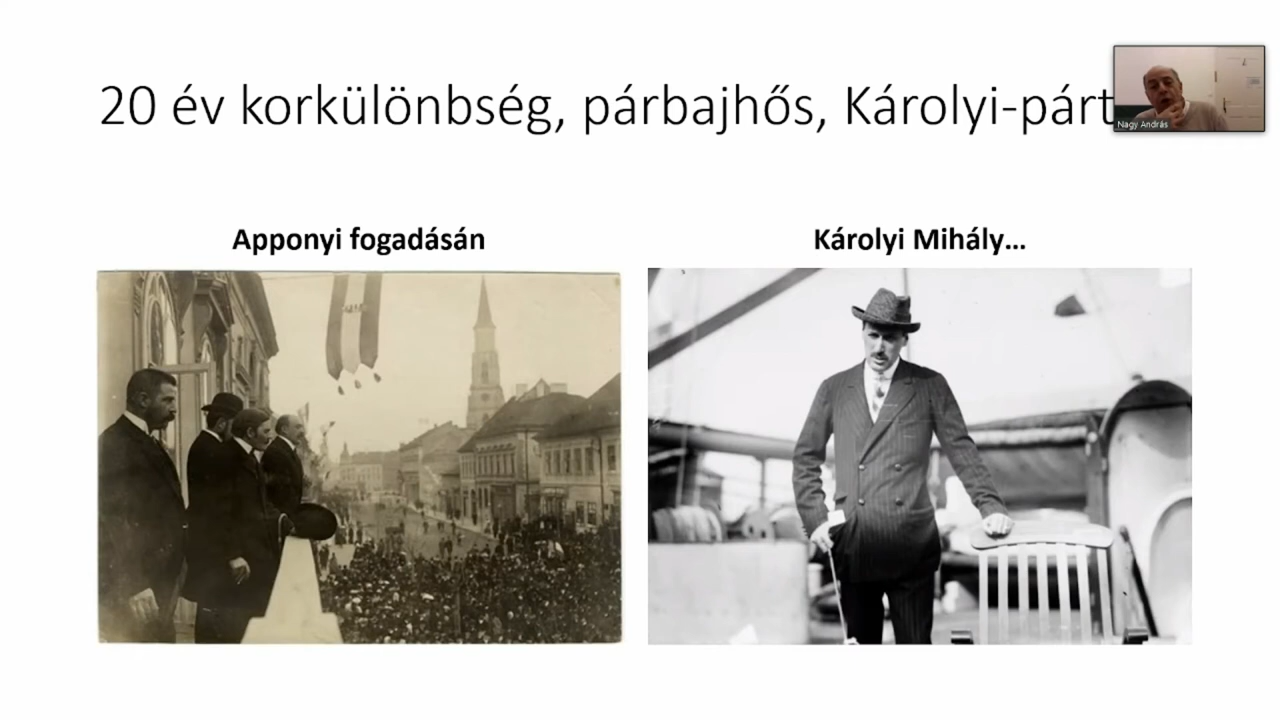 20 év korkülönbség, párbajhős, Károlyi-párt
Nagy András
Apponyi fogadásán
Károlyi Mihály...